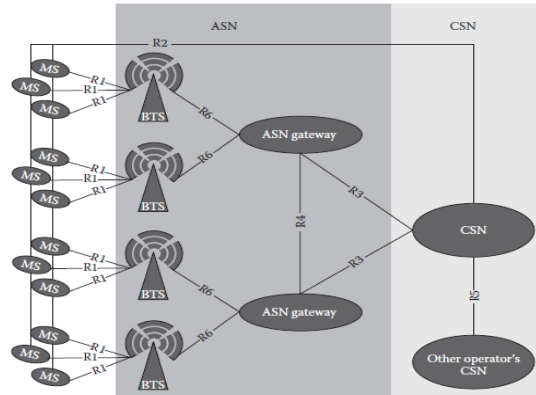 ASN
CSN
R2
MS
R1
MS
R1
MS
R1
BTS
R6
ASN gateway
MS
R1
MS
R1
MS
R1
BTS
R6
R3
R4
CSN
MS
R1
MS
R1
MS
R1
BTS
R6
R3
ASN gateway
R5
MS
R1
MS
R1
MS
R1
BTS
R6
Other operator's
CSN